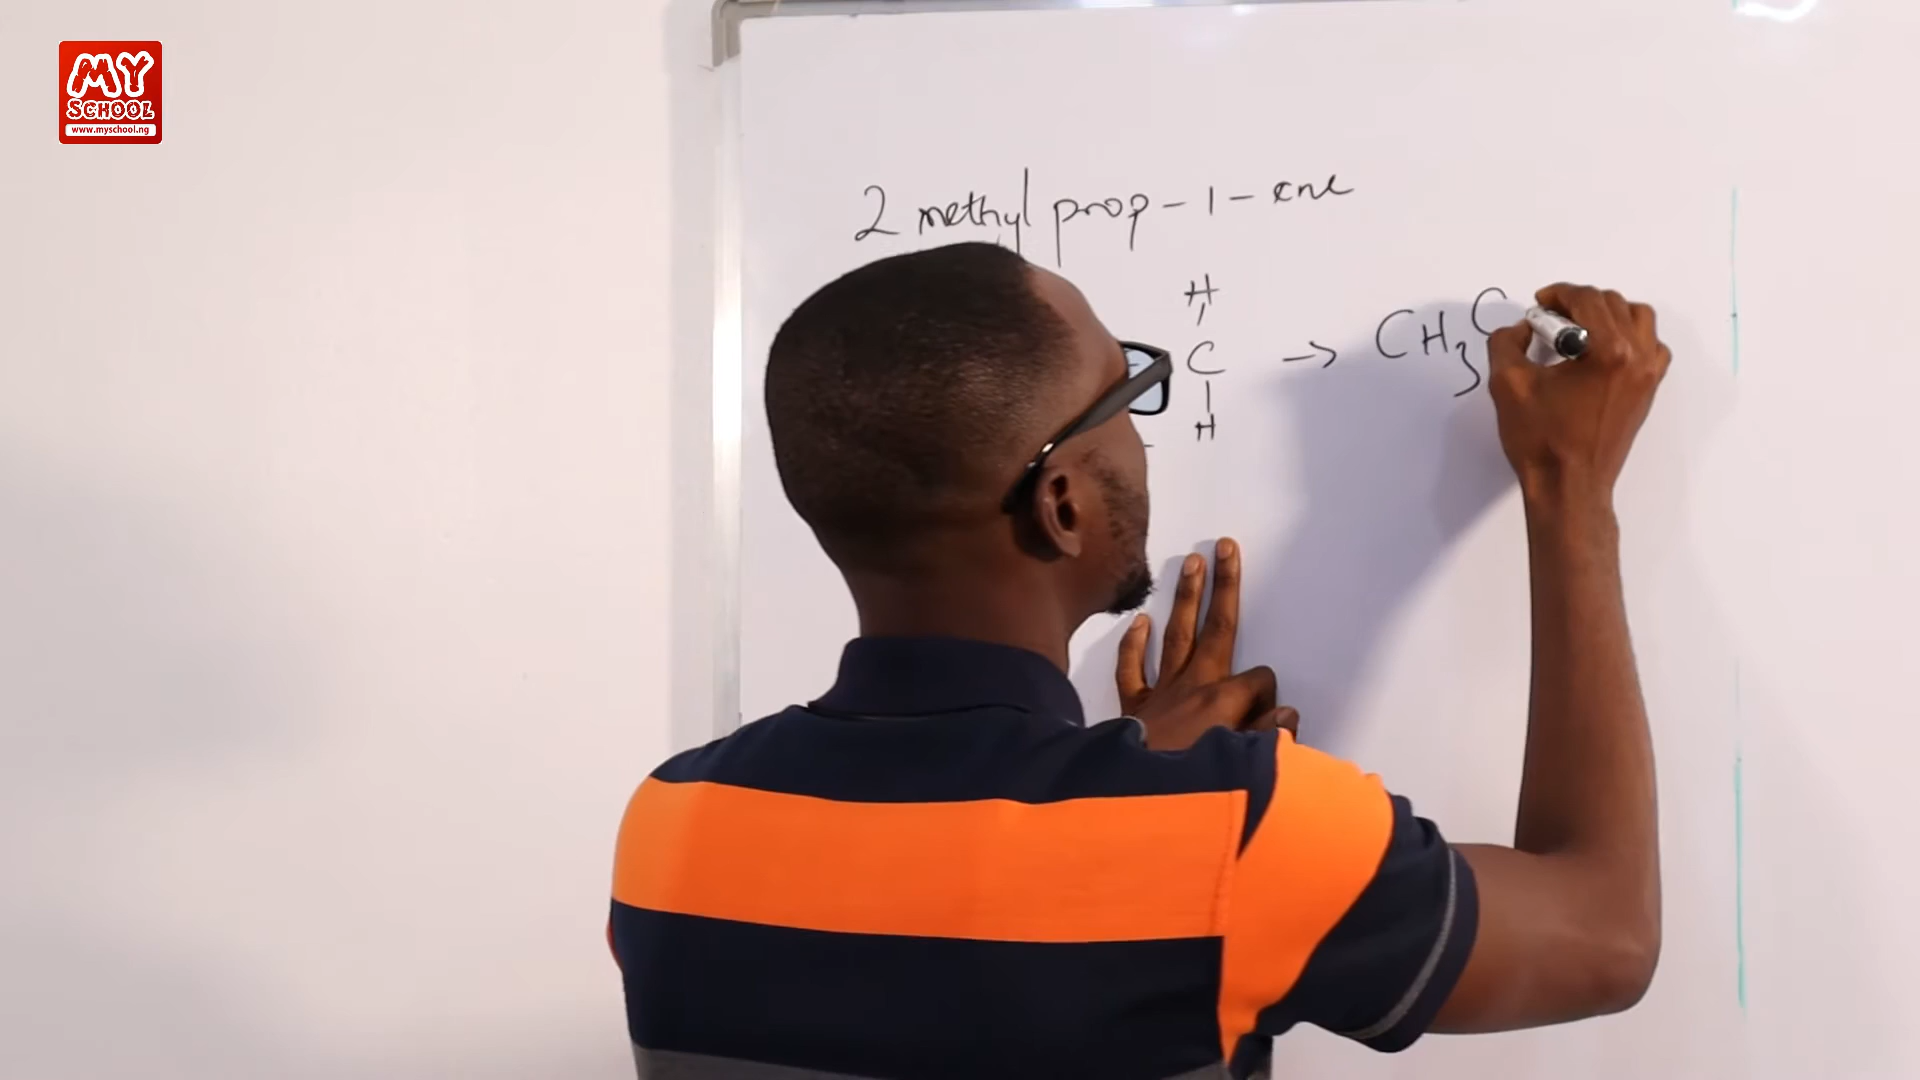 MY
SCHOOL
www.myschool.ng
2 methyl prop-1-ene
H
C → CH3C
H